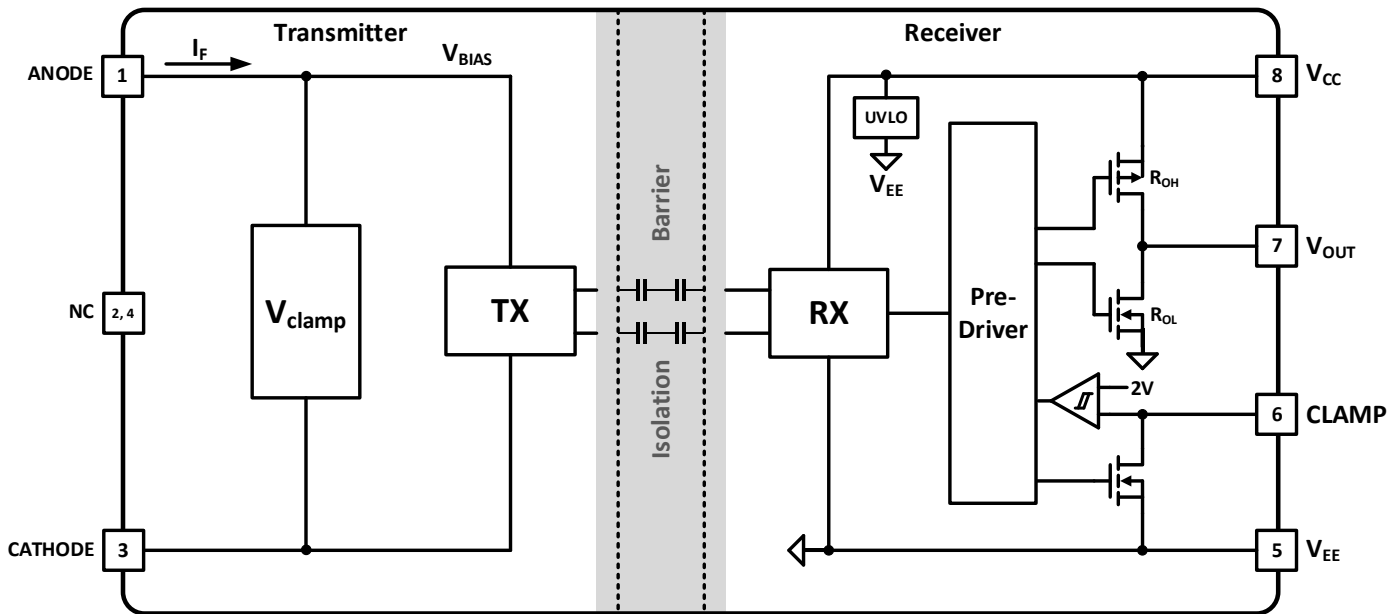 Transmitter
Receiver
I_F
V_BIAS
ANODE
1
8
V_CC
UVLO
V_EE
R_OH
Barrier
V_clamp
TX
RX
Pre-
Driver
7
V_OUT
NC
2, 4
R_OL
2V
6
CLAMP
Isolation
CATHODE
3
5
V_EE